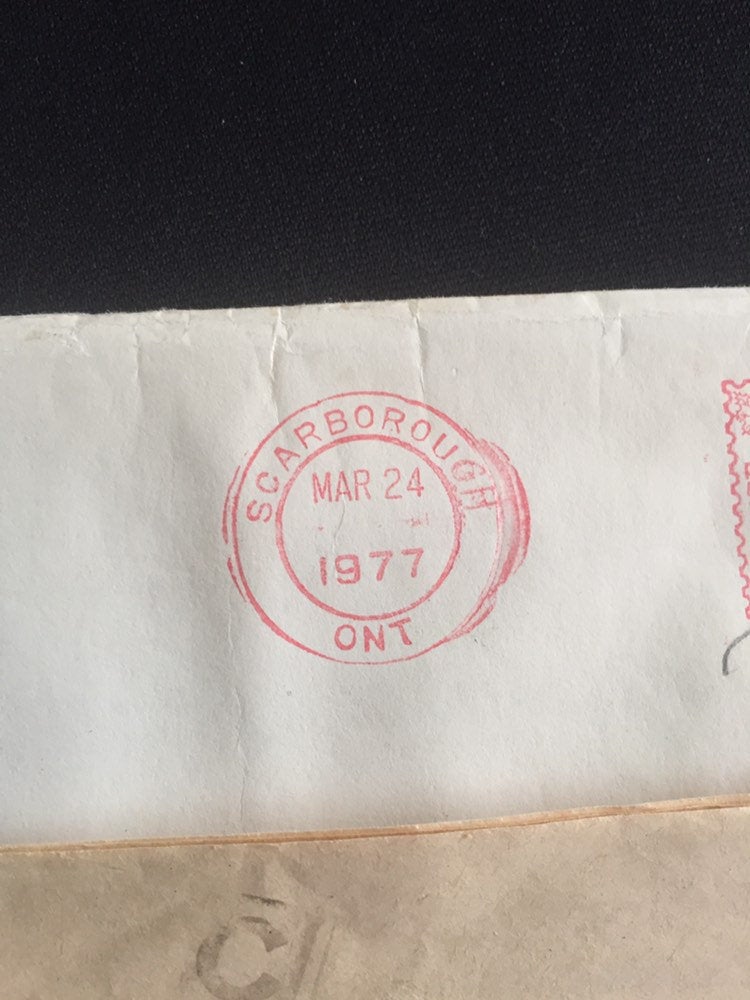 SCARBOROUGH
MAR 24
1977
ONT